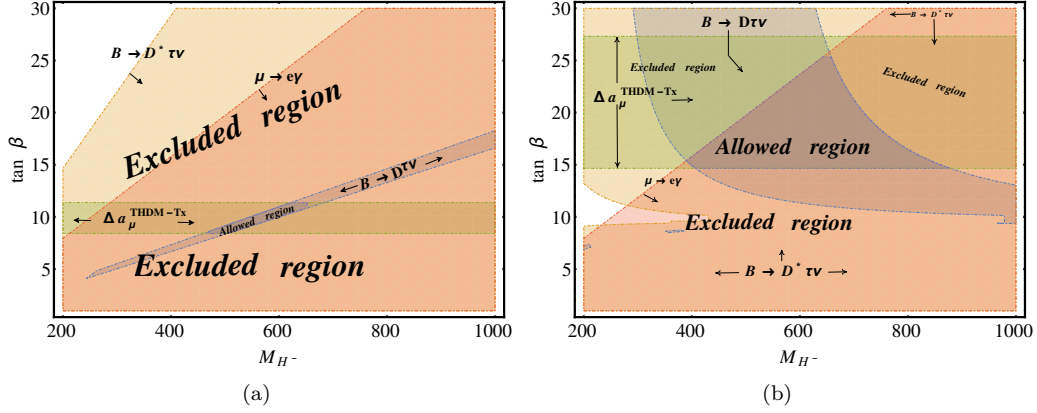 30
25
20
15
10
5
tan β
B → D* τν
μ → eγ
Excluded region
B → Dτν
Δ a_μ^THDM-Tx
Allowed region
Excluded region
200
400
600
800
1000
M_H-
(a)
30
25
20
15
10
5
tan β
B → Dτν
B → D* τν
Excluded region
Excluded region
Δ a_μ^THDM-Tx
Allowed region
μ → eγ
Excluded region
B → D* τν
200
400
600
800
1000
M_H-
(b)